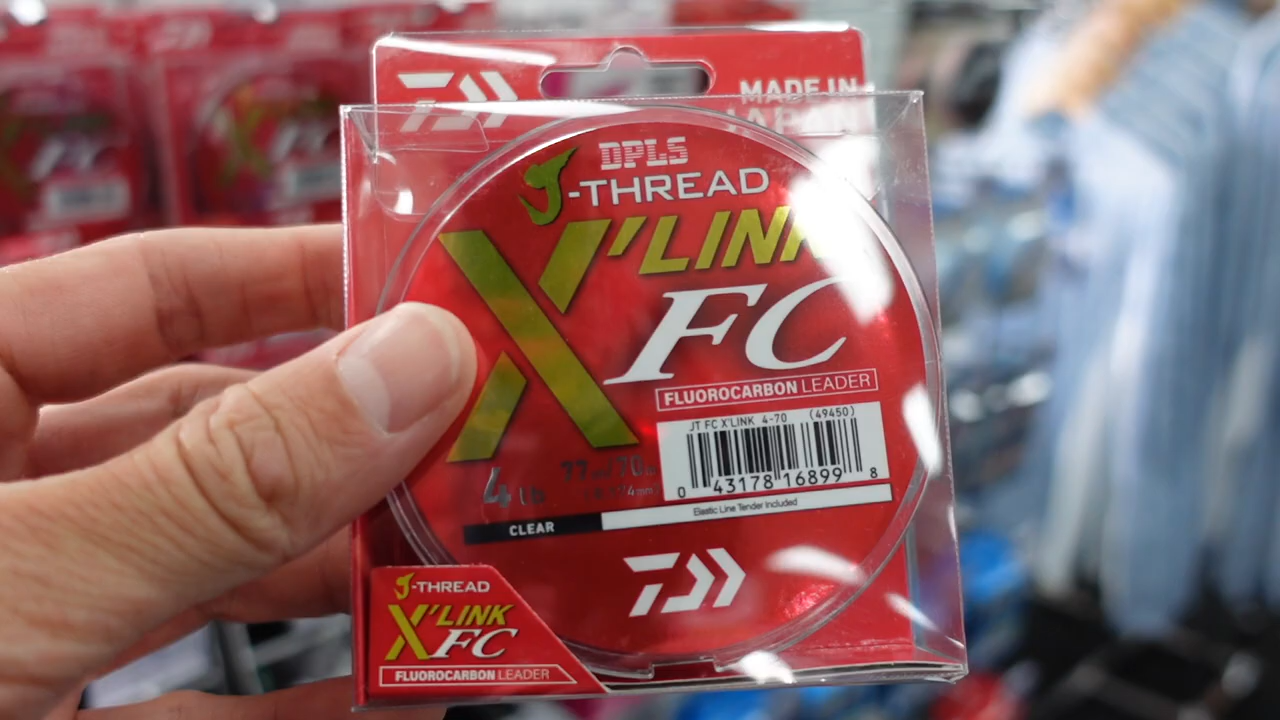 MADE IN
JAPAN
DPLS
J-THREAD
X'LINK
FC
FLUOROCARBON LEADER
JT FC X'LINK 4-70 (49450)
0 43178 16899 8
4 lb
Elastic Line Tender Included
CLEAR
J-THREAD
X'LINK
FC
FLUOROCARBON LEADER